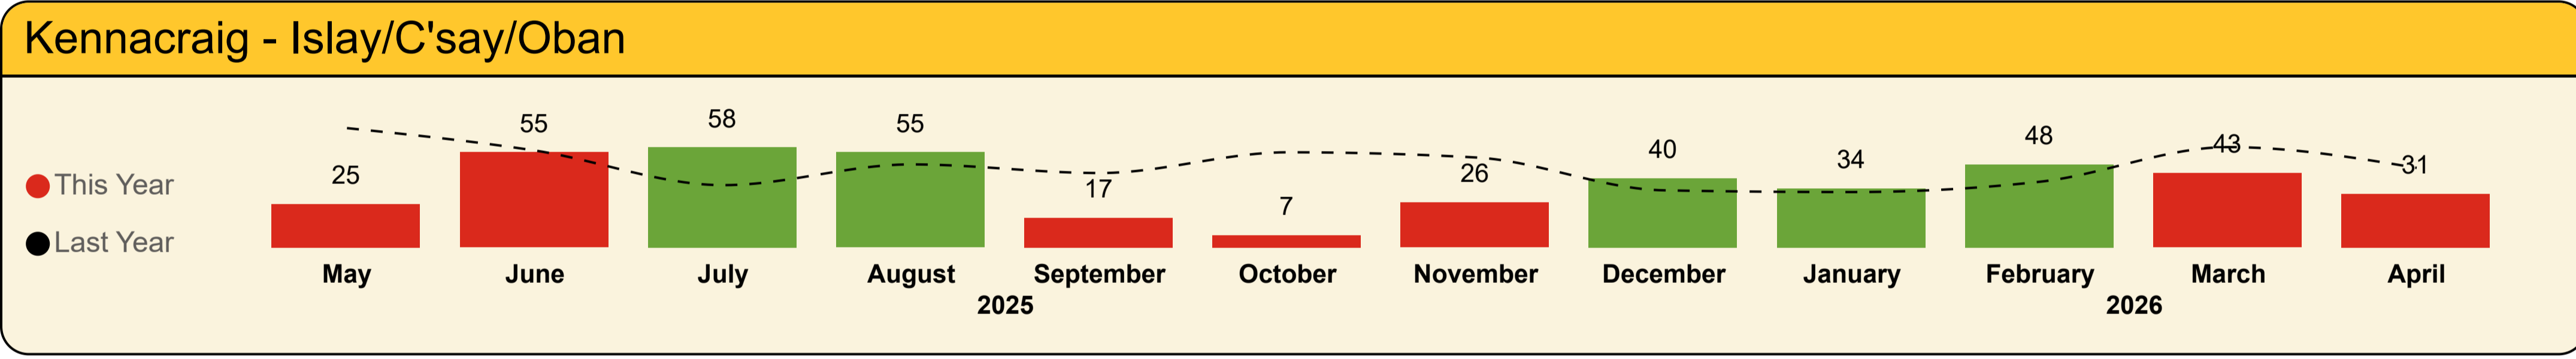 Kennacraig - Islay/C'say/Oban
This Year
Last Year
25 55 58 55 17 7 26 40 34 48 43 31
May June July August September October November December January February March April
2025 2026